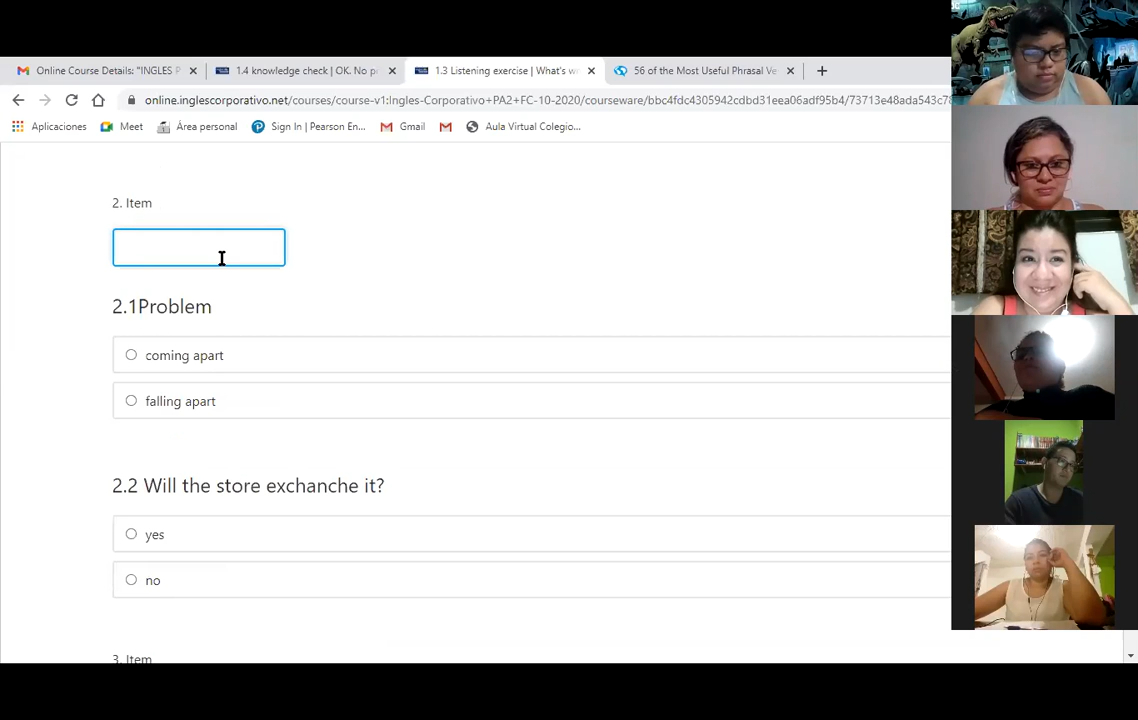 Online Course Details: "INGLES P
1.4 knowledge check | OK. No p
1.3 Listening exercise | What's w
56 of the Most Useful Phrasal Ve
online.inglescorporativo.net/courses/course-v1:Ingles-Corporativo+PA2+FC-10-2020/courseware/bbc4fdc4305942cdbd31eea06adf95b4/73713e48ada543c78
Aplicaciones
Meet
Área personal
Sign In | Pearson En...
Gmail
Aula Virtual Colegio...
2. Item
2.1Problem
coming apart
falling apart
2.2 Will the store exchanche it?
yes
no
3. Item